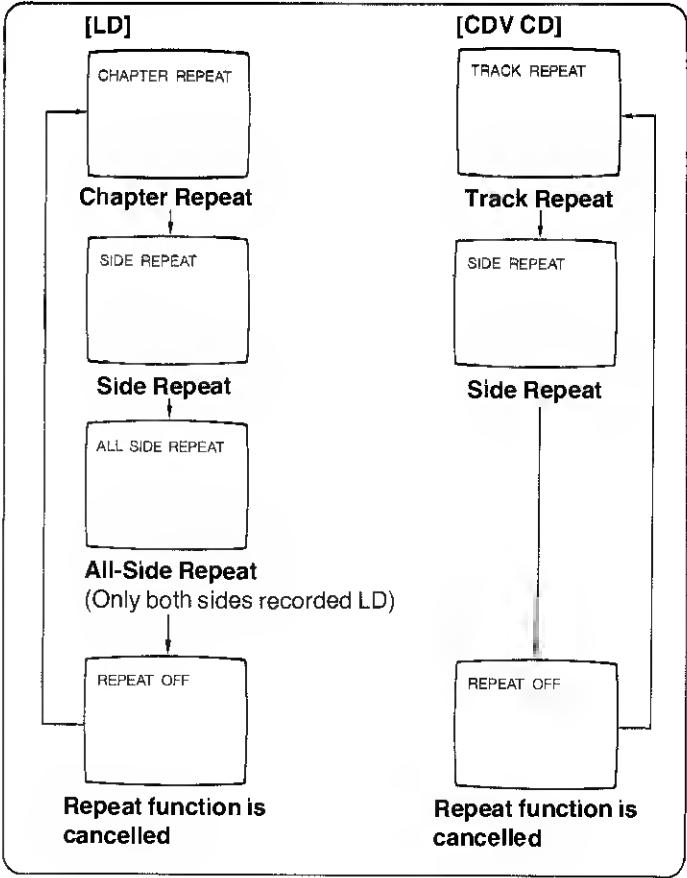 [LD]
CHAPTER REPEAT
Chapter Repeat
SIDE REPEAT
Side Repeat
ALL SIDE REPEAT
All-Side Repeat
(Only both sides recorded LD)
REPEAT OFF
Repeat function is
cancelled
[CDV CD]
TRACK REPEAT
Track Repeat
SIDE REPEAT
Side Repeat
REPEAT OFF
Repeat function is
cancelled